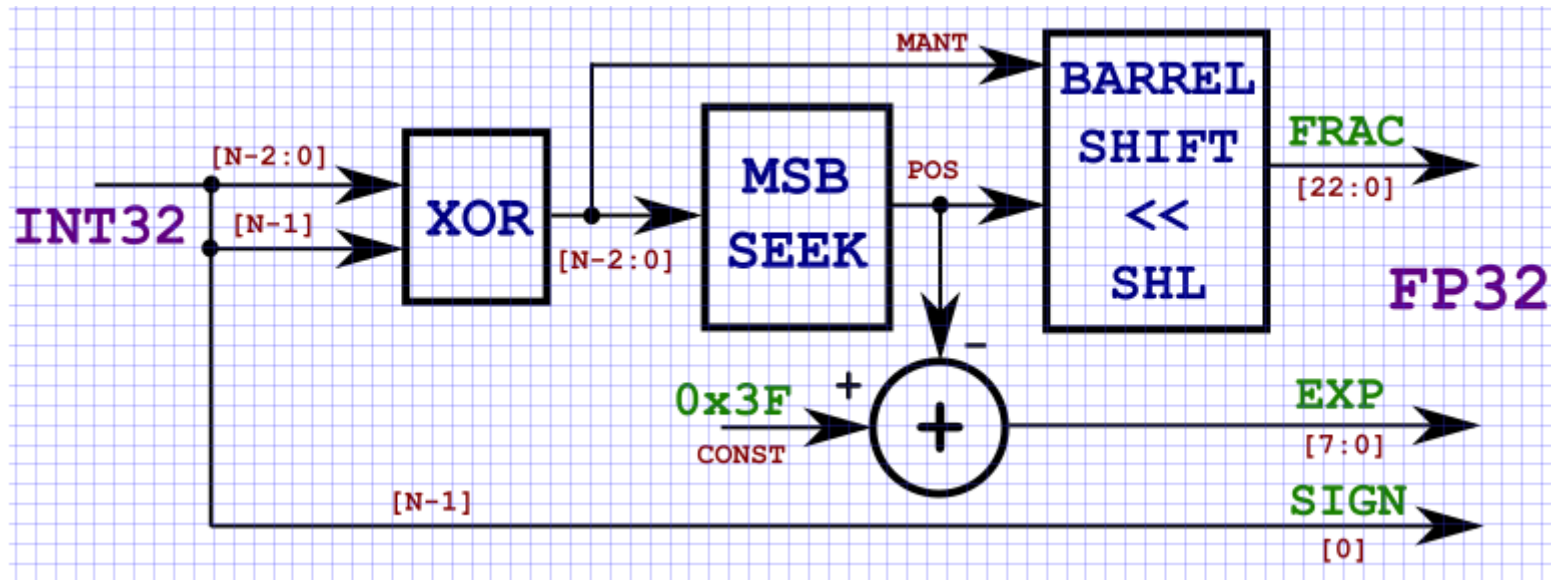 INT32
[N-2:0]
[N-1]
XOR
[N-2:0]
MSB
SEEK
MANT
POS
BARREL
SHIFT
<<
SHL
FRAC
[22:0]
FP32
0x3F
CONST
+
-
+
EXP
[7:0]
[N-1]
SIGN
[0]